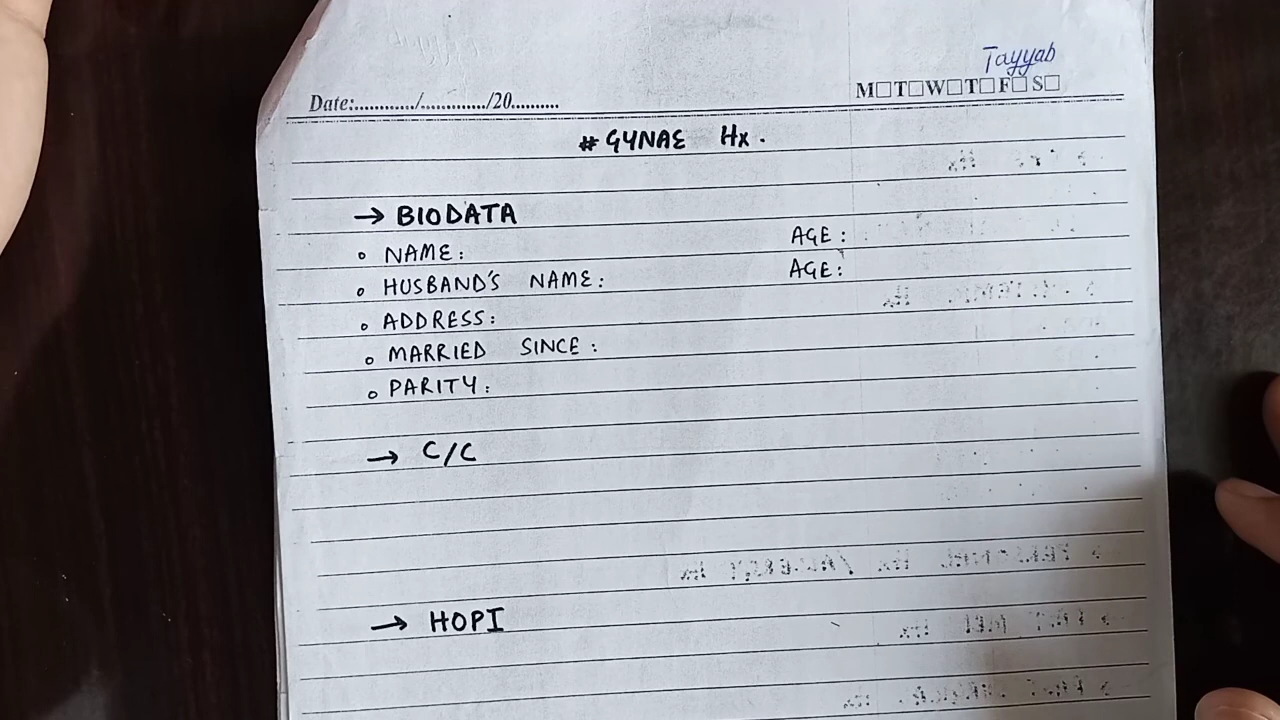 Tayyab
Date:............/............./20..........
M□T□W□T□F□S□
# GYNAE Hx.
→ BIODATA
• NAME: AGE:
• HUSBAND'S NAME: AGE:
• ADDRESS:
• MARRIED SINCE:
• PARITY:
→ C/C
→ HOPI